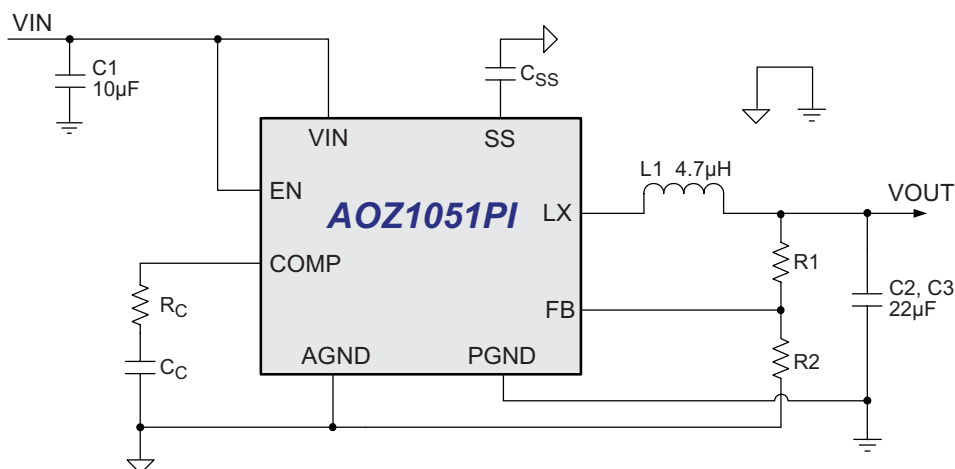 VIN
C1
10µF
CSS
VIN
SS
EN
L1 4.7µH
VOUT
AOZ1051PI
LX
COMP
R1
RC
FB
C2, C3
22µF
AGND
PGND
R2
CC